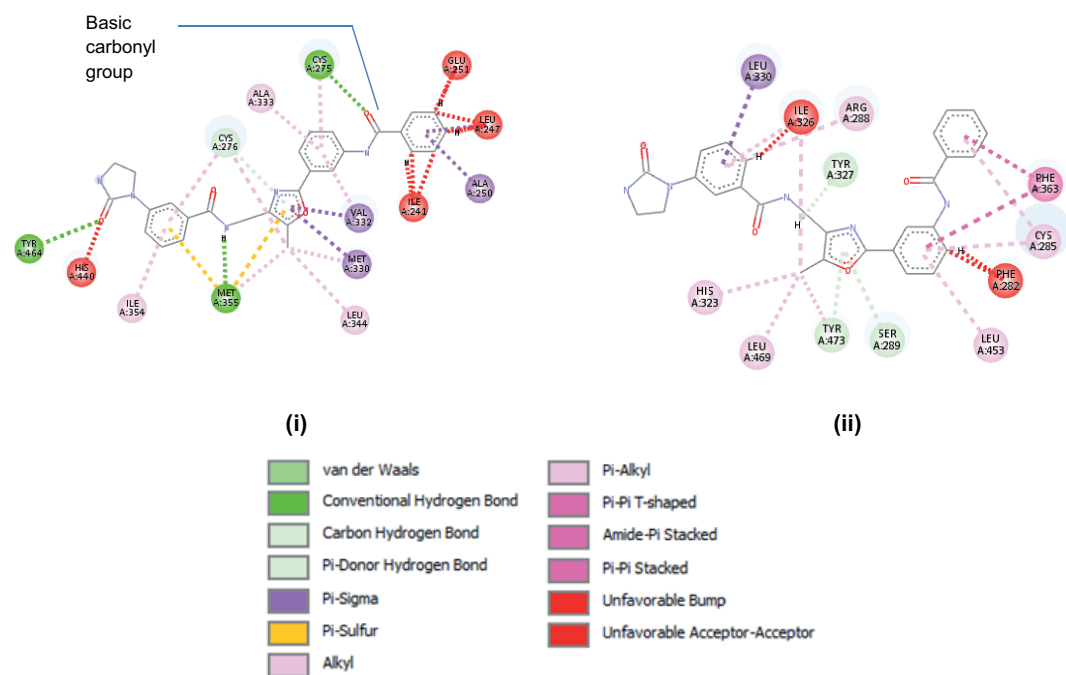 Basic
carbonyl
group
CYS
A:275
GLU
A:251
ALA
A:333
LEU
A:247
CYS
A:276
ALA
A:250
ILE
A:241
VAL
A:332
TYR
A:464
HIS
A:440
MET
A:330
ILE
A:354
MET
A:355
LEU
A:344
O
N
H
O
N
H
N
O
O
N
H
H
H
LEU
A:330
ILE
A:326
ARG
A:288
TYR
A:327
PHE
A:363
CYS
A:285
PHE
A:282
HIS
A:323
LEU
A:469
TYR
A:473
SER
A:289
LEU
A:453
O
N
N
H
O
N
H
N
O
O
N
H
(i)
(ii)
van der Waals
Conventional Hydrogen Bond
Carbon Hydrogen Bond
Pi-Donor Hydrogen Bond
Pi-Sigma
Pi-Sulfur
Alkyl
Pi-Alkyl
Pi-Pi T-shaped
Amide-Pi Stacked
Pi-Pi Stacked
Unfavorable Bump
Unfavorable Acceptor-Acceptor